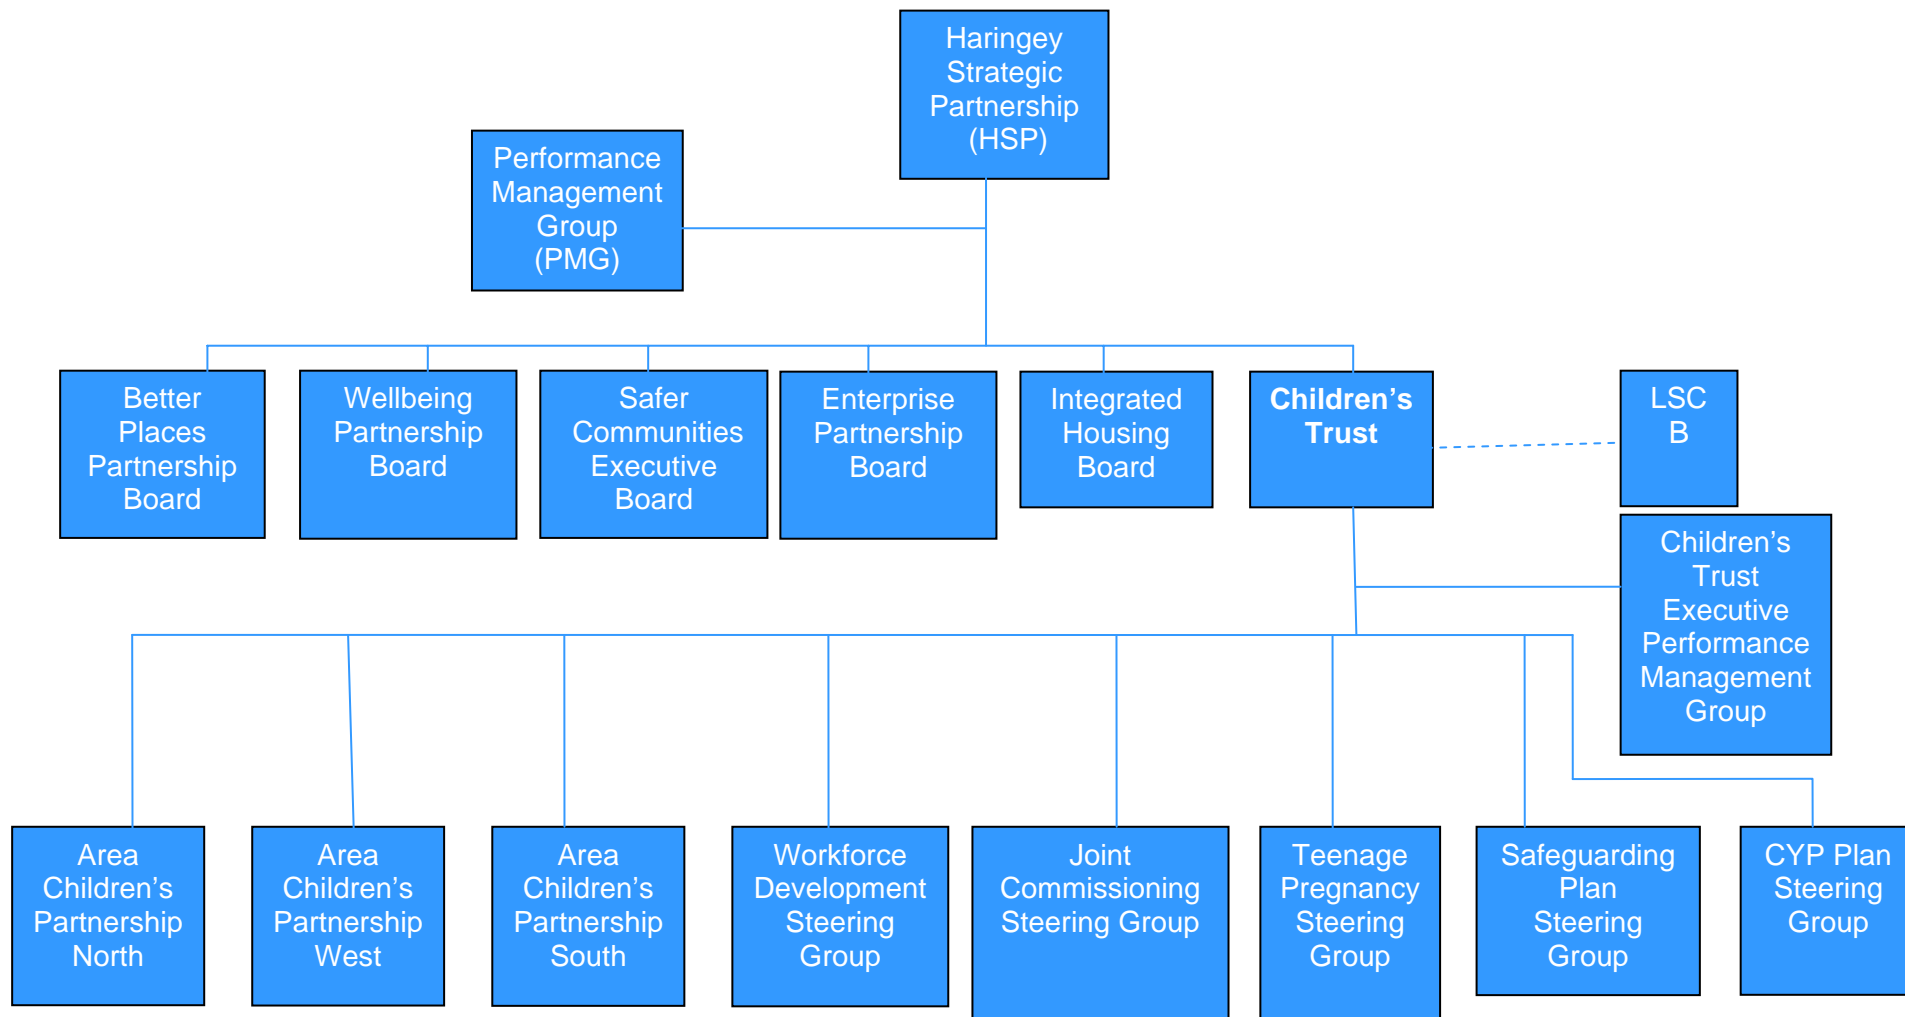 Haringey
Strategic
Partnership
(HSP)
Performance
Management
Group
(PMG)
Better
Places
Partnership
Board
Wellbeing
Partnership
Board
Safer
Communities
Executive
Board
Enterprise
Partnership
Board
Integrated
Housing
Board
Children’s
Trust
LSC
B
Children’s
Trust
Executive
Performance
Management
Group
Area
Children’s
Partnership
North
Area
Children’s
Partnership
West
Area
Children’s
Partnership
South
Workforce
Development
Steering
Group
Joint
Commissioning
Steering Group
Teenage
Pregnancy
Steering
Group
Safeguarding
Plan
Steering
Group
CYP Plan
Steering
Group